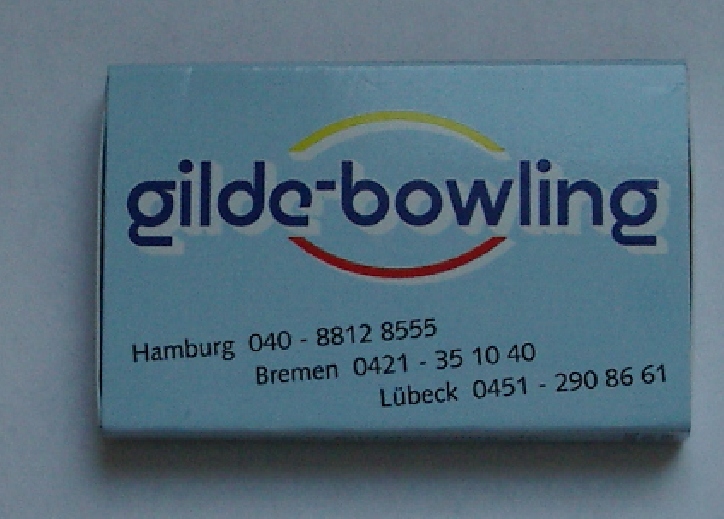 gilde-bowling
Hamburg 040 - 8812 8555
Bremen 0421 - 35 10 40
Lübeck 0451 - 290 86 61